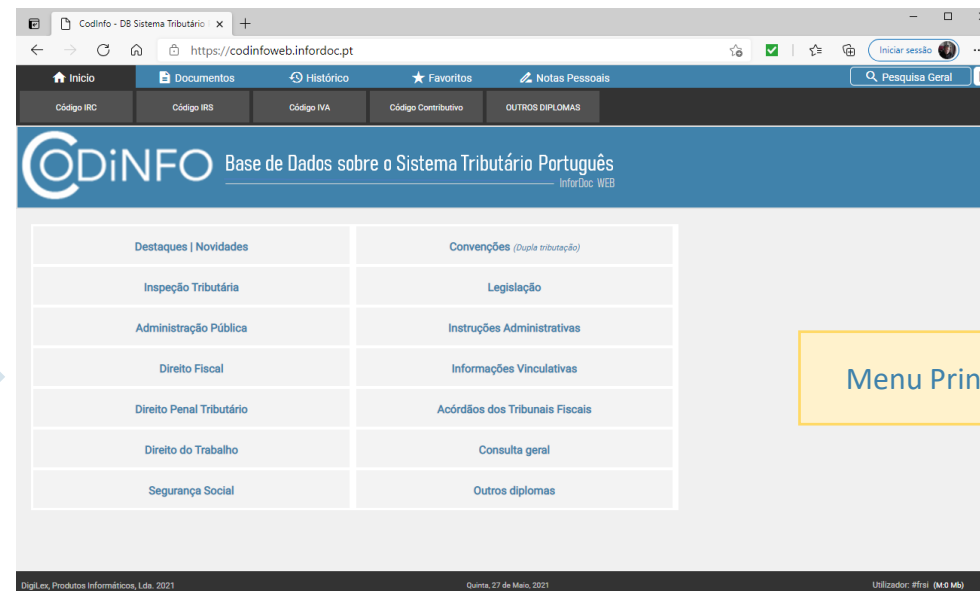 CodInfo - DB Sistema Tributário
https://codinfoweb.infordoc.pt
Iniciar sessão
Inicio Documentos Histórico Favoritos Notas Pessoais Pesquisa Geral
Código IRC Código IRS Código IVA Código Contributivo OUTROS DIPLOMAS
CODiNFO Base de Dados sobre o Sistema Tributário Português
InforDoc WEB
Destaques | Novidades Convenções (Dupla tributação)
Inspeção Tributária Legislação
Administração Pública Instruções Administrativas
Direito Fiscal Informações Vinculativas
Menu Prin
Direito Penal Tributário Acórdãos dos Tribunais Fiscais
Direito do Trabalho Consulta geral
Segurança Social Outros diplomas
DigiLex, Produtos Informáticos, Lda. 2021 Quinta, 27 de Maio, 2021 Utilizador: #frsi (M:0 Mb)